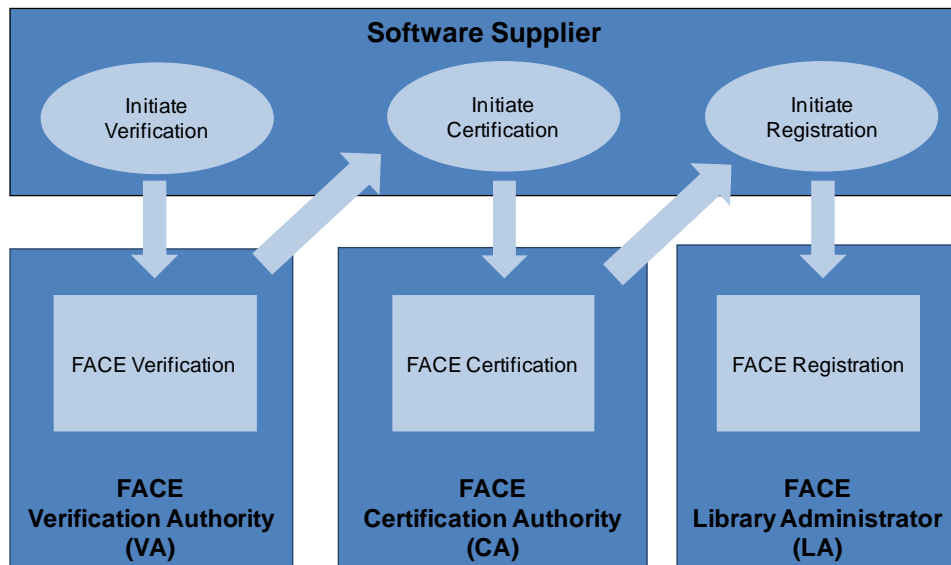 Software Supplier
Initiate
Verification
Initiate
Certification
Initiate
Registration
FACE Verification
FACE Certification
FACE Registration
FACE
Verification Authority
(VA)
FACE
Certification Authority
(CA)
FACE
Library Administrator
(LA)